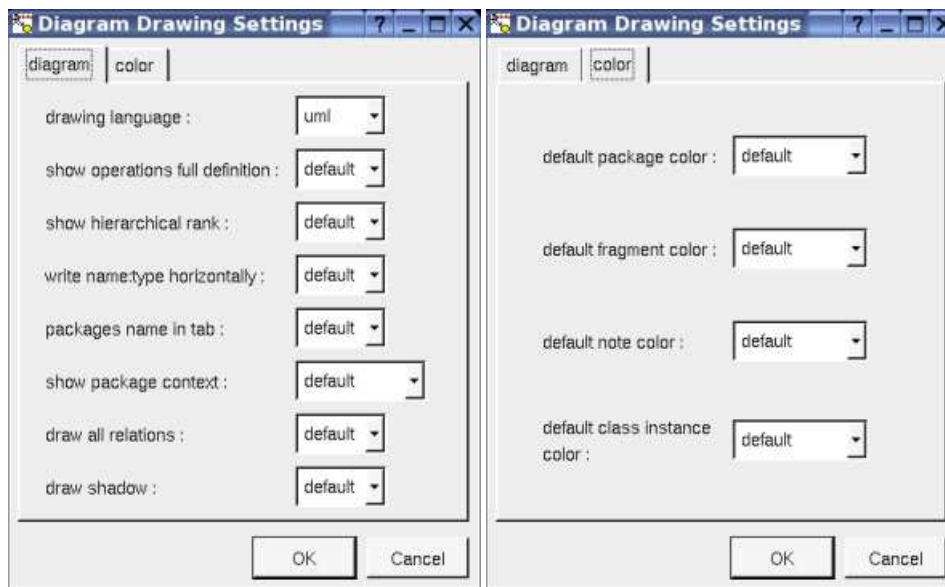 Diagram Drawing Settings
diagram color
drawing language : uml
show operations full definition : default
show hierarchical rank : default
write name:type horizontally : default
packages name in tab : default
show package context : default
draw all relations : default
draw shadow : default
OK Cancel
Diagram Drawing Settings
diagram color
default package color : default
default fragment color : default
default note color : default
default class instance
color : default
OK Cancel